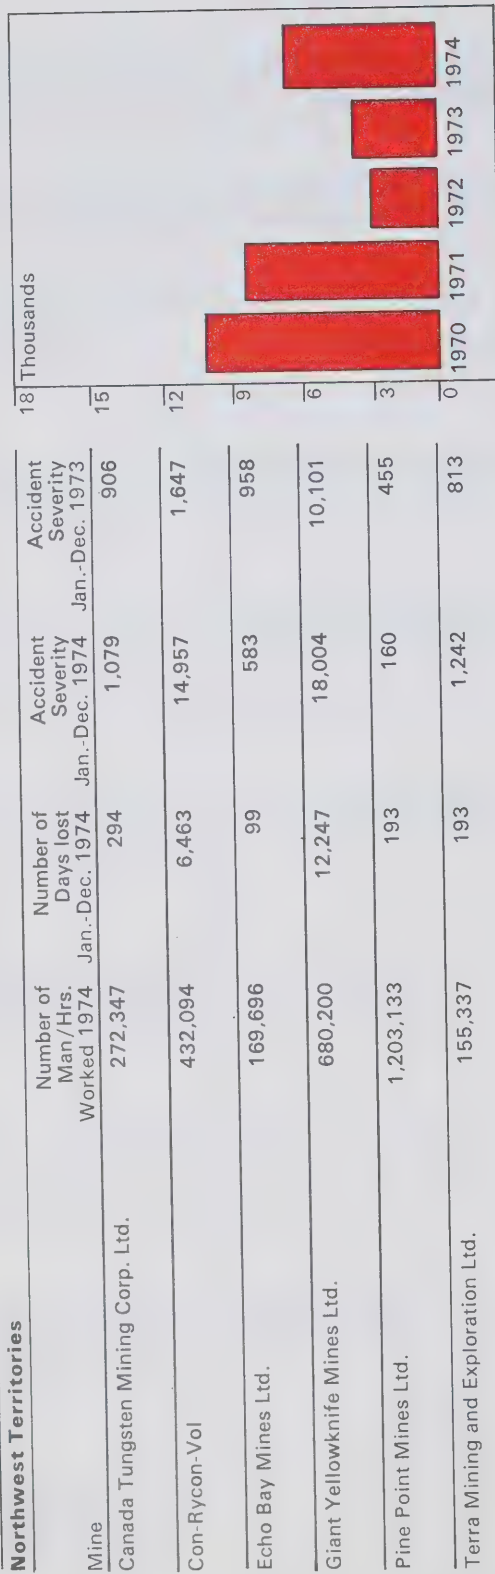 Northwest Territories
Mine
Number of
Man/Hrs.
Worked 1974
Number of
Days lost
Jan.-Dec. 1974
Accident
Severity
Jan.-Dec. 1974
Accident
Severity
Jan.-Dec. 1973
Canada Tungsten Mining Corp. Ltd. 272,347 294 1,079 906
Con-Rycon-Vol 432,094 6,463 14,957 1,647
Echo Bay Mines Ltd. 169,696 99 583 958
Giant Yellowknife Mines Ltd. 680,200 12,247 18,004 10,101
Pine Point Mines Ltd. 1,203,133 193 160 455
Terra Mining and Exploration Ltd. 155,337 193 1,242 813
18 Thousands
15
12
9
6
3
0
1970 1971 1972 1973 1974